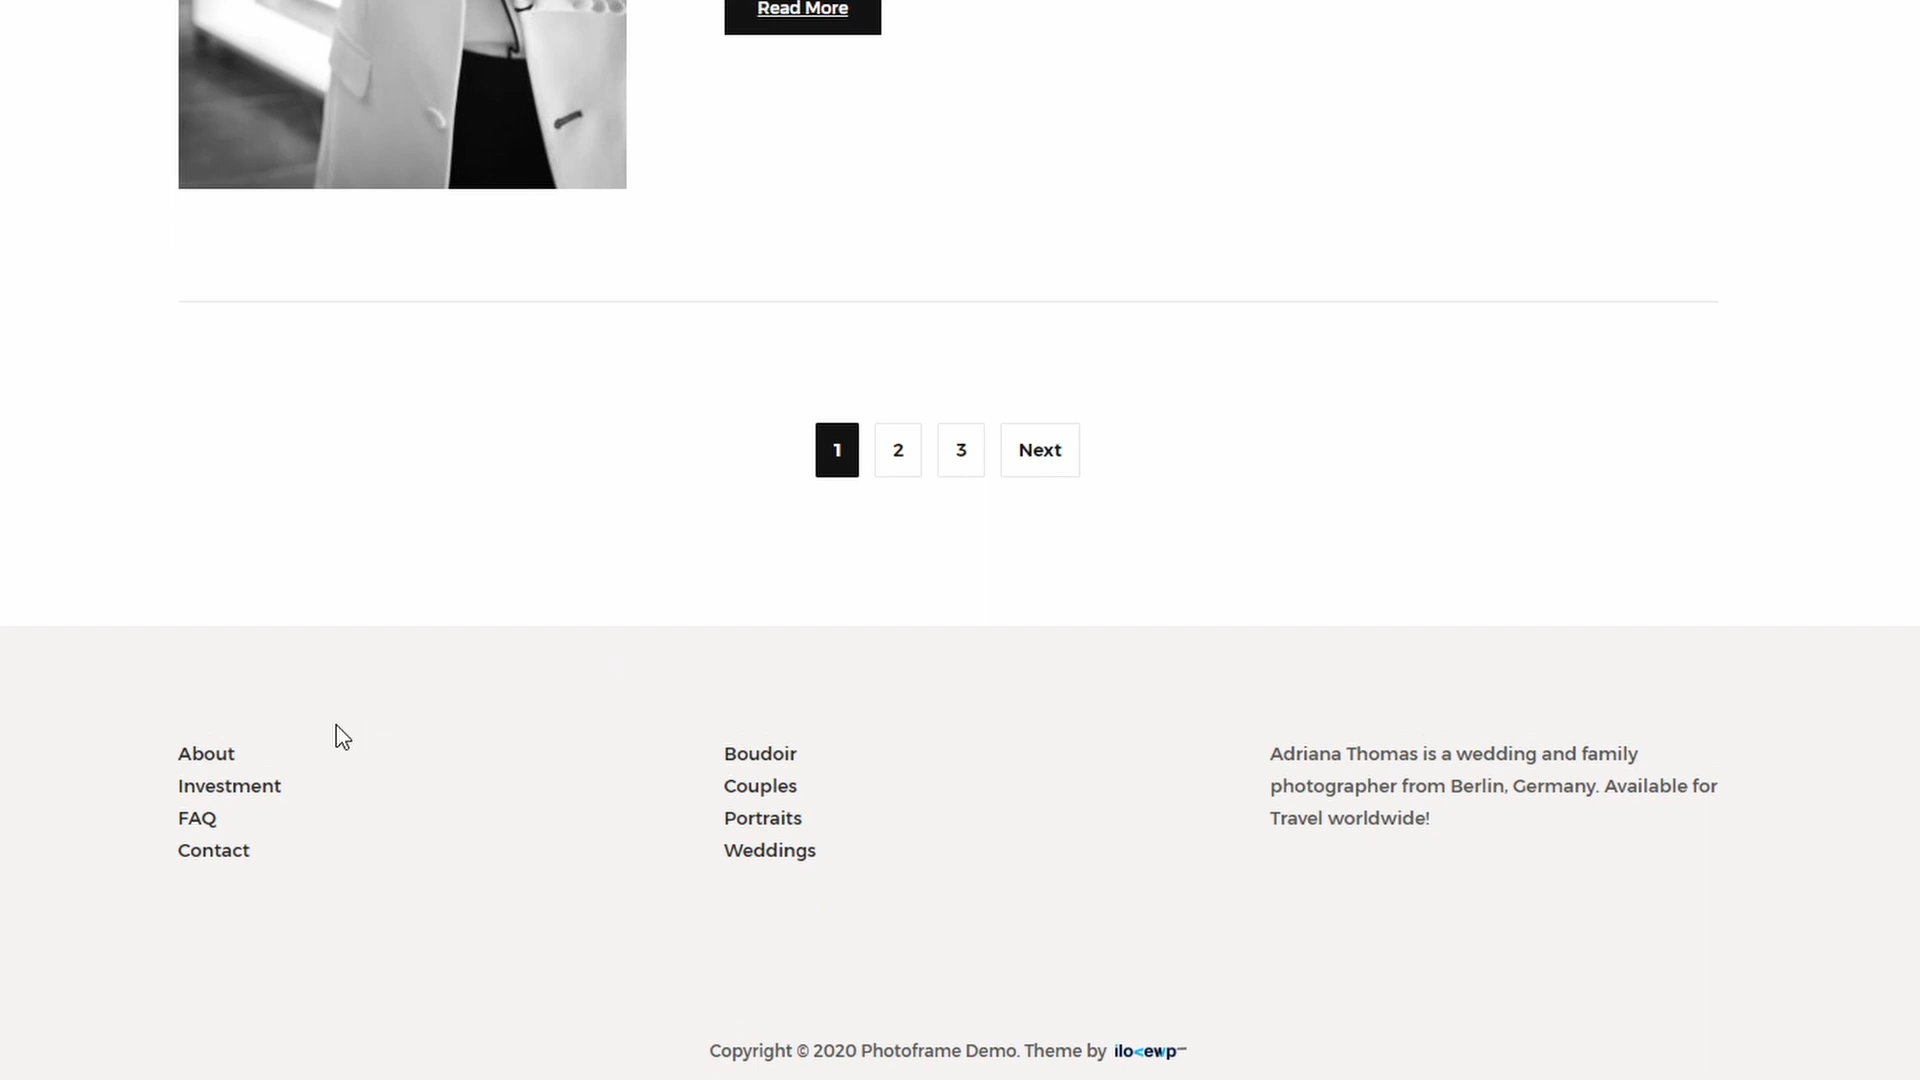 Read More
1 2 3 Next
About
Investment
FAQ
Contact
Boudoir
Couples
Portraits
Weddings
Adriana Thomas is a wedding and family
photographer from Berlin, Germany. Available for
Travel worldwide!
Copyright © 2020 Photoframe Demo. Theme by